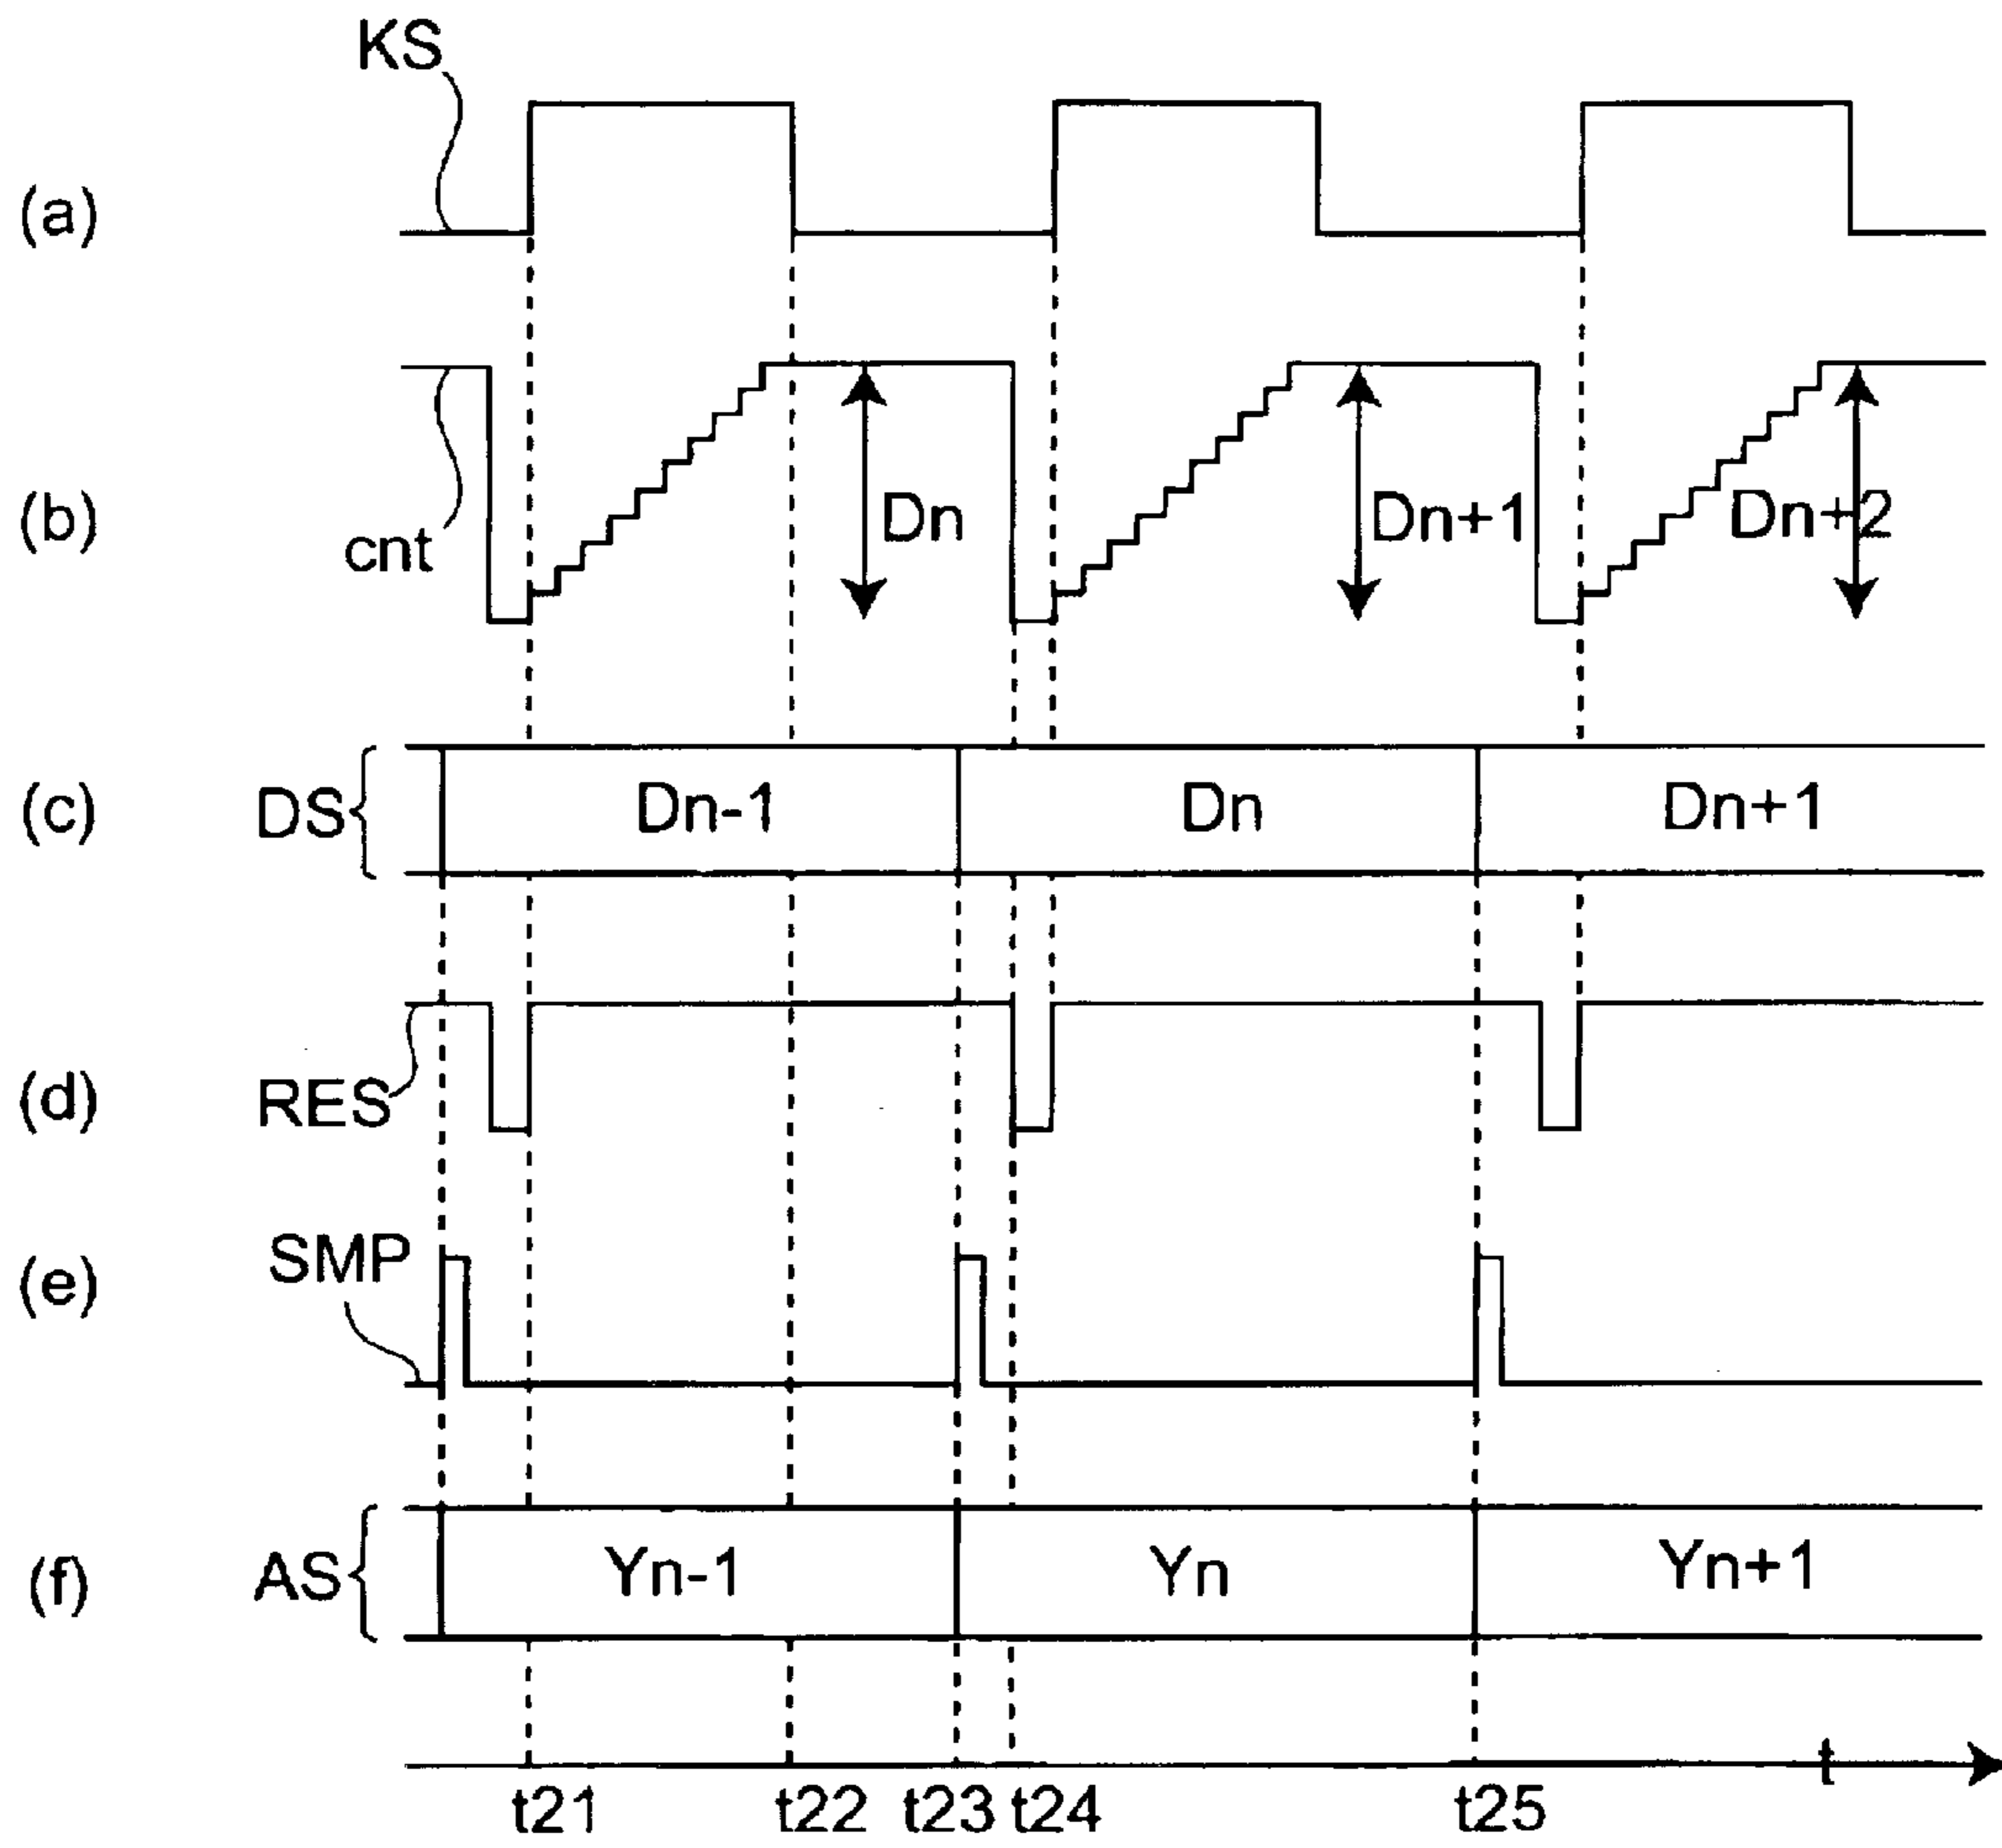 KS
(a)
(b)
cnt
Dn
Dn+1
Dn+2
(c)
DS
Dn-1
Dn
Dn+1
(d)
RES
(e)
SMP
(f)
AS
Yn-1
Yn
Yn+1
t
t21
t22
t23
t24
t25